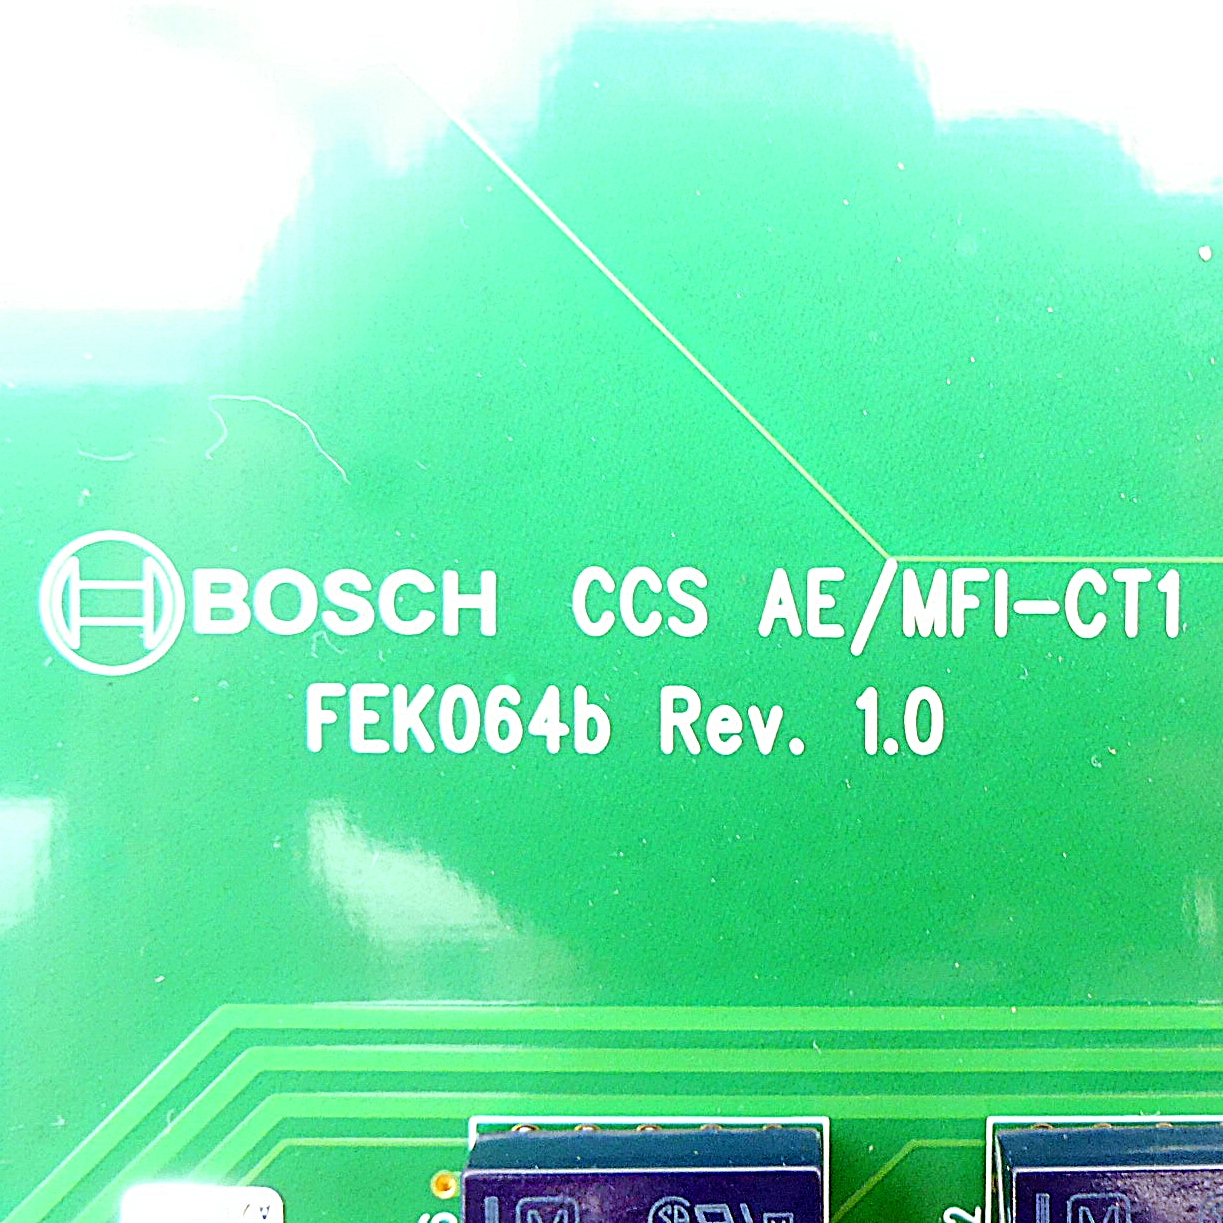 BOSCH CCS AE/MFI-CT1
FEK064b Rev. 1.0